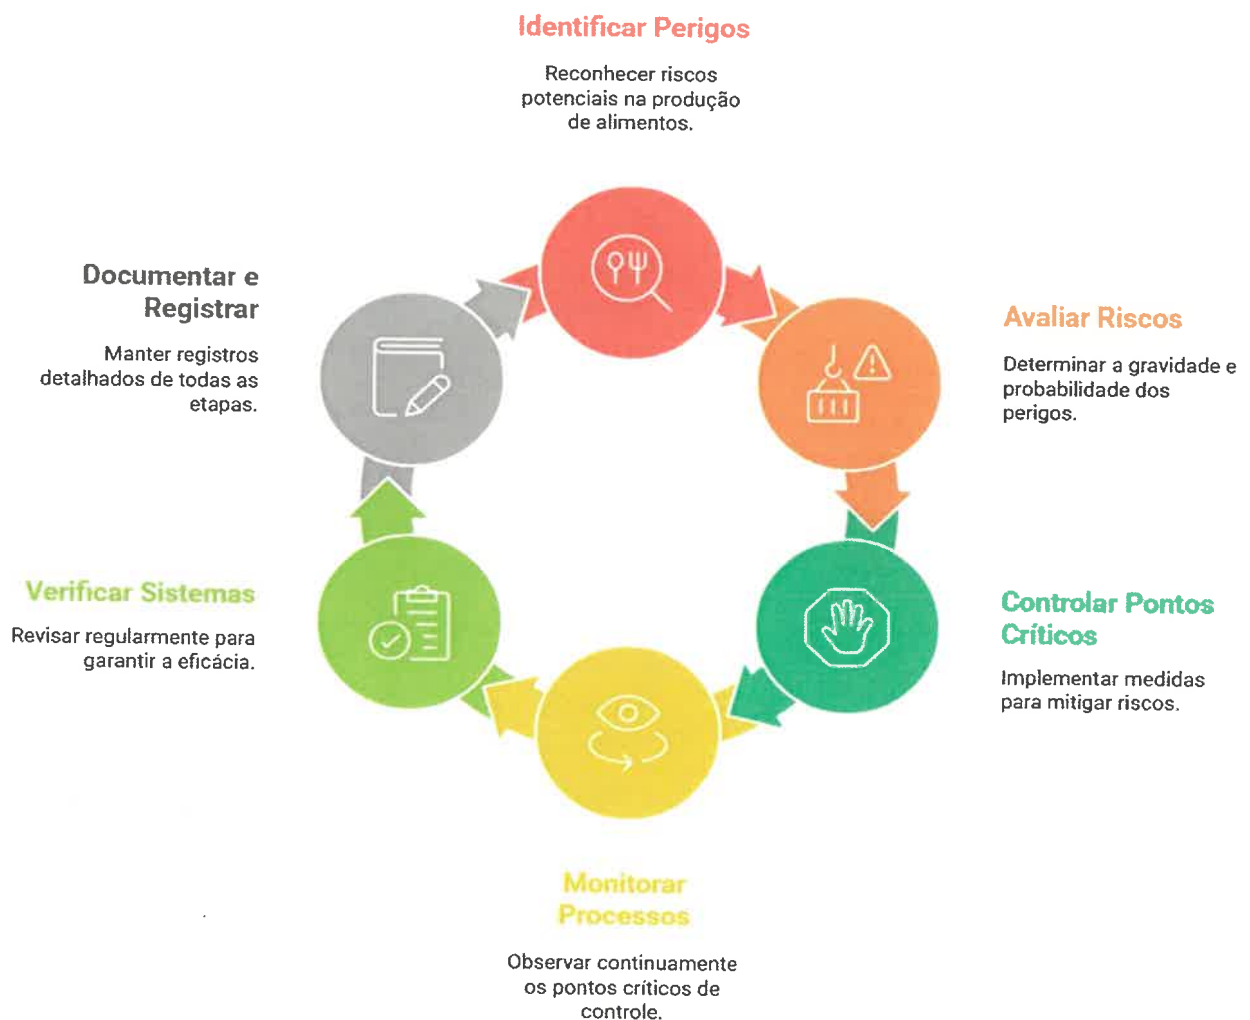 Identificar Perigos
Reconhecer riscos
potenciais na produção
de alimentos.
Avaliar Riscos
Determinar a gravidade e
probabilidade dos
perigos.
Controlar Pontos
Críticos
Implementar medidas
para mitigar riscos.
Monitorar
Processos
Observar continuamente
os pontos críticos de
controle.
Verificar Sistemas
Revisar regularmente para
garantir a eficácia.
Documentar e
Registrar
Manter registros
detalhados de todas as
etapas.